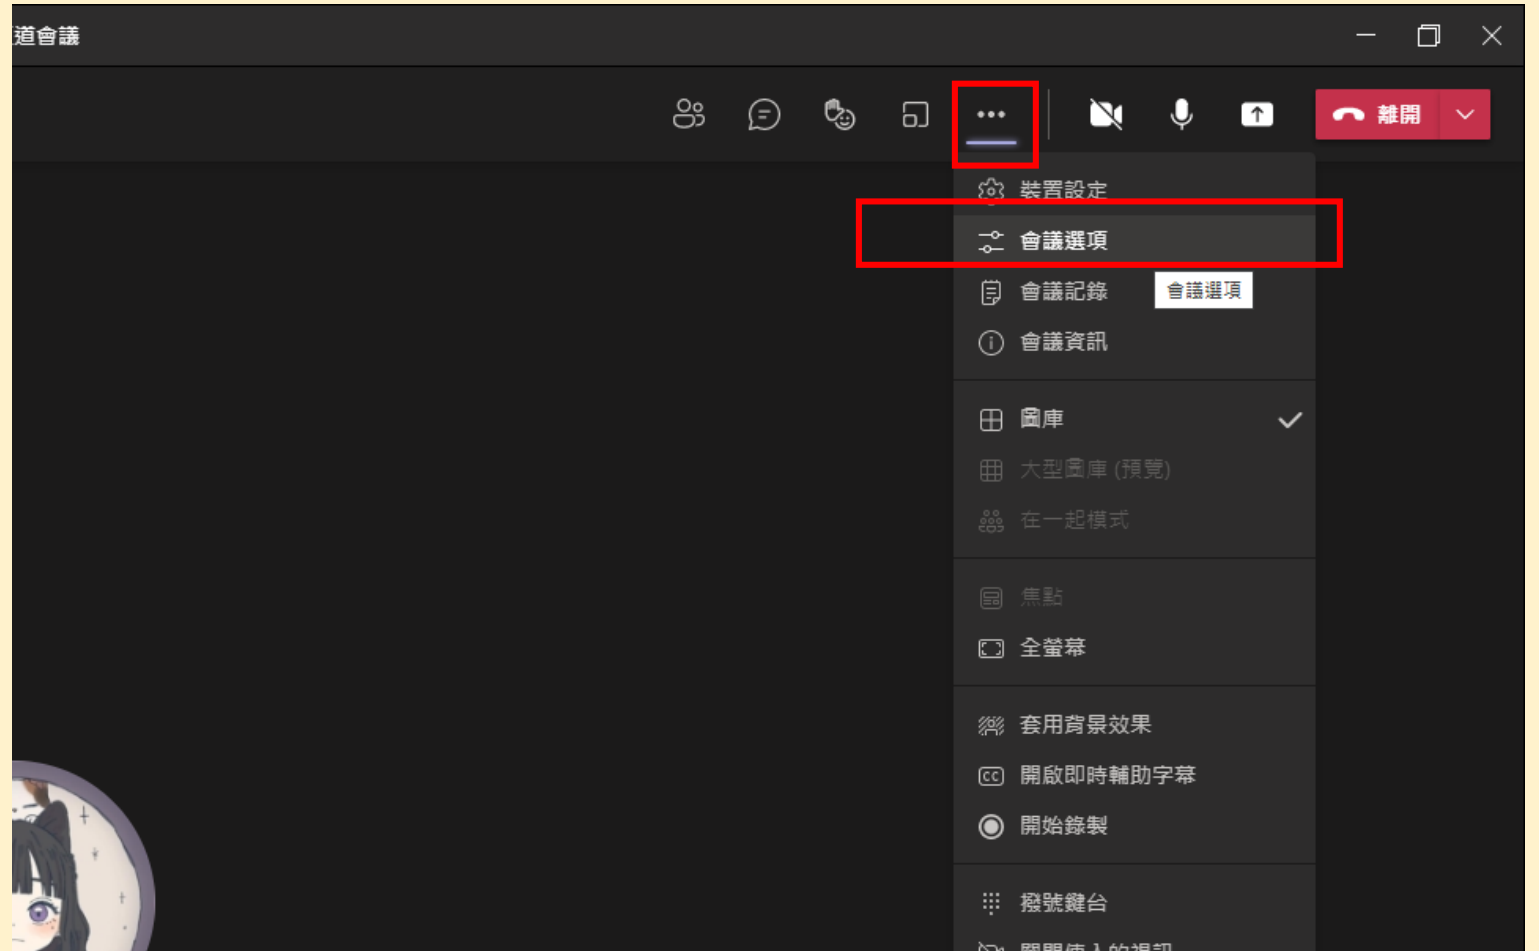 道會議
離開
裝置設定
會議選項
會議記錄
會議選項
會議資訊
圖庫
大型圖庫 (預覽)
在一起模式
焦點
全螢幕
套用背景效果
CC 開啟即時輔助字幕
開始錄製
撥號鍵台